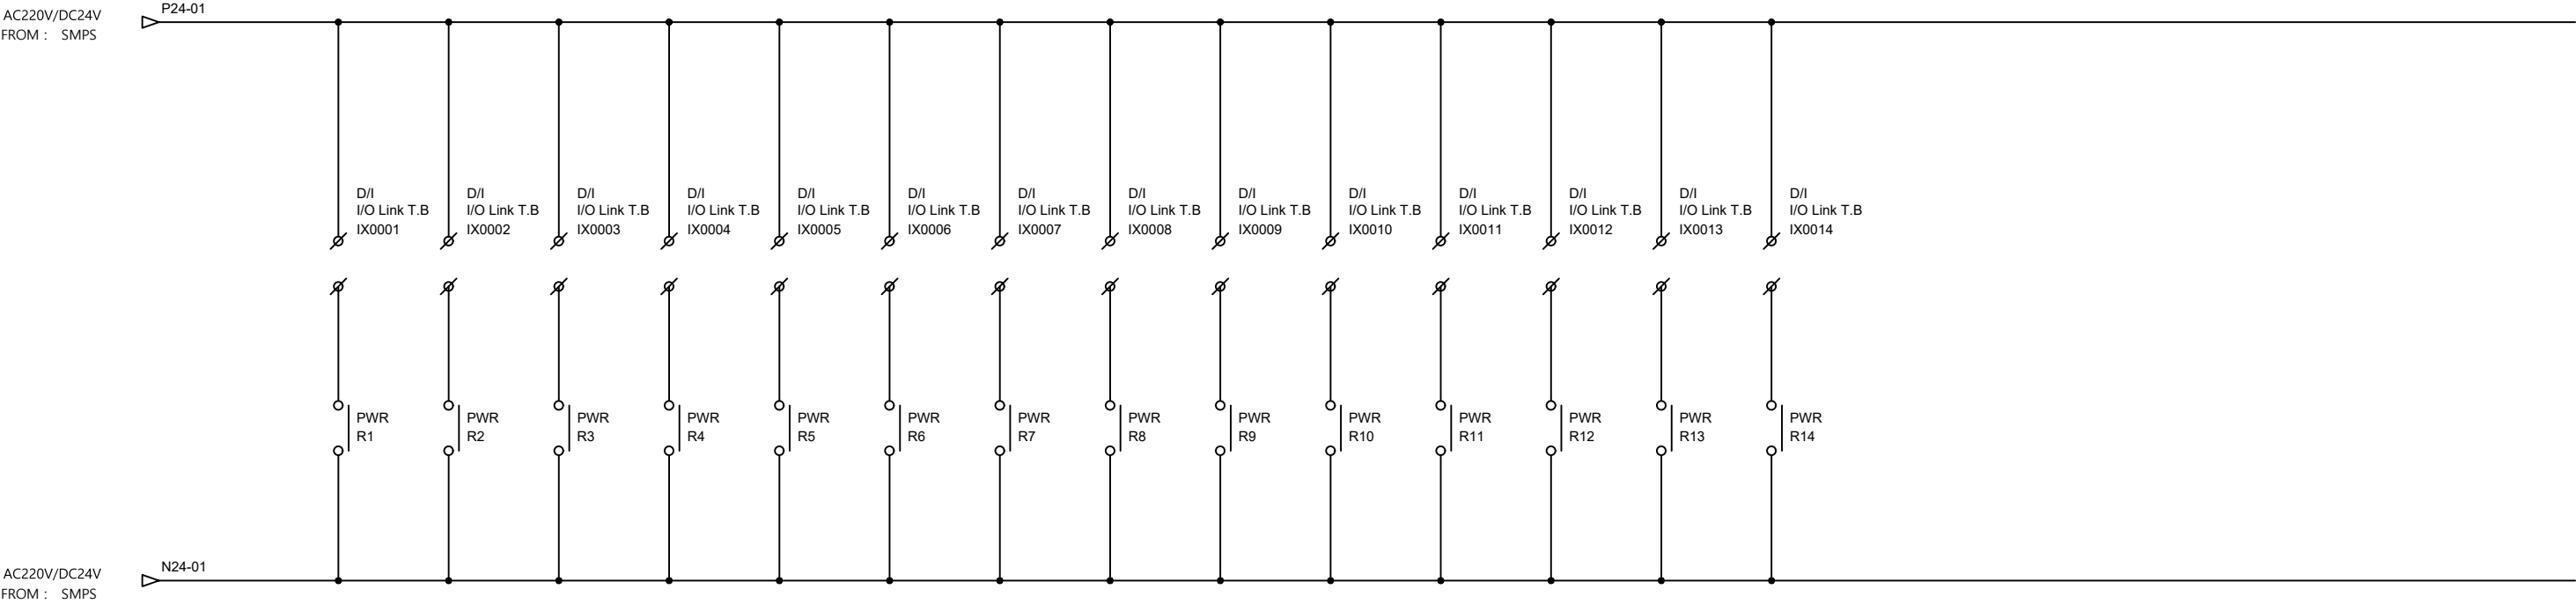 AC220V/DC24V
FROM : SMPS
P24-01
D/I
I/O Link T.B
IX0001
D/I
I/O Link T.B
IX0002
D/I
I/O Link T.B
IX0003
D/I
I/O Link T.B
IX0004
D/I
I/O Link T.B
IX0005
D/I
I/O Link T.B
IX0006
D/I
I/O Link T.B
IX0007
D/I
I/O Link T.B
IX0008
D/I
I/O Link T.B
IX0009
D/I
I/O Link T.B
IX0010
D/I
I/O Link T.B
IX0011
D/I
I/O Link T.B
IX0012
D/I
I/O Link T.B
IX0013
D/I
I/O Link T.B
IX0014
PWR
R1
PWR
R2
PWR
R3
PWR
R4
PWR
R5
PWR
R6
PWR
R7
PWR
R8
PWR
R9
PWR
R10
PWR
R11
PWR
R12
PWR
R13
PWR
R14
AC220V/DC24V
FROM : SMPS
N24-01